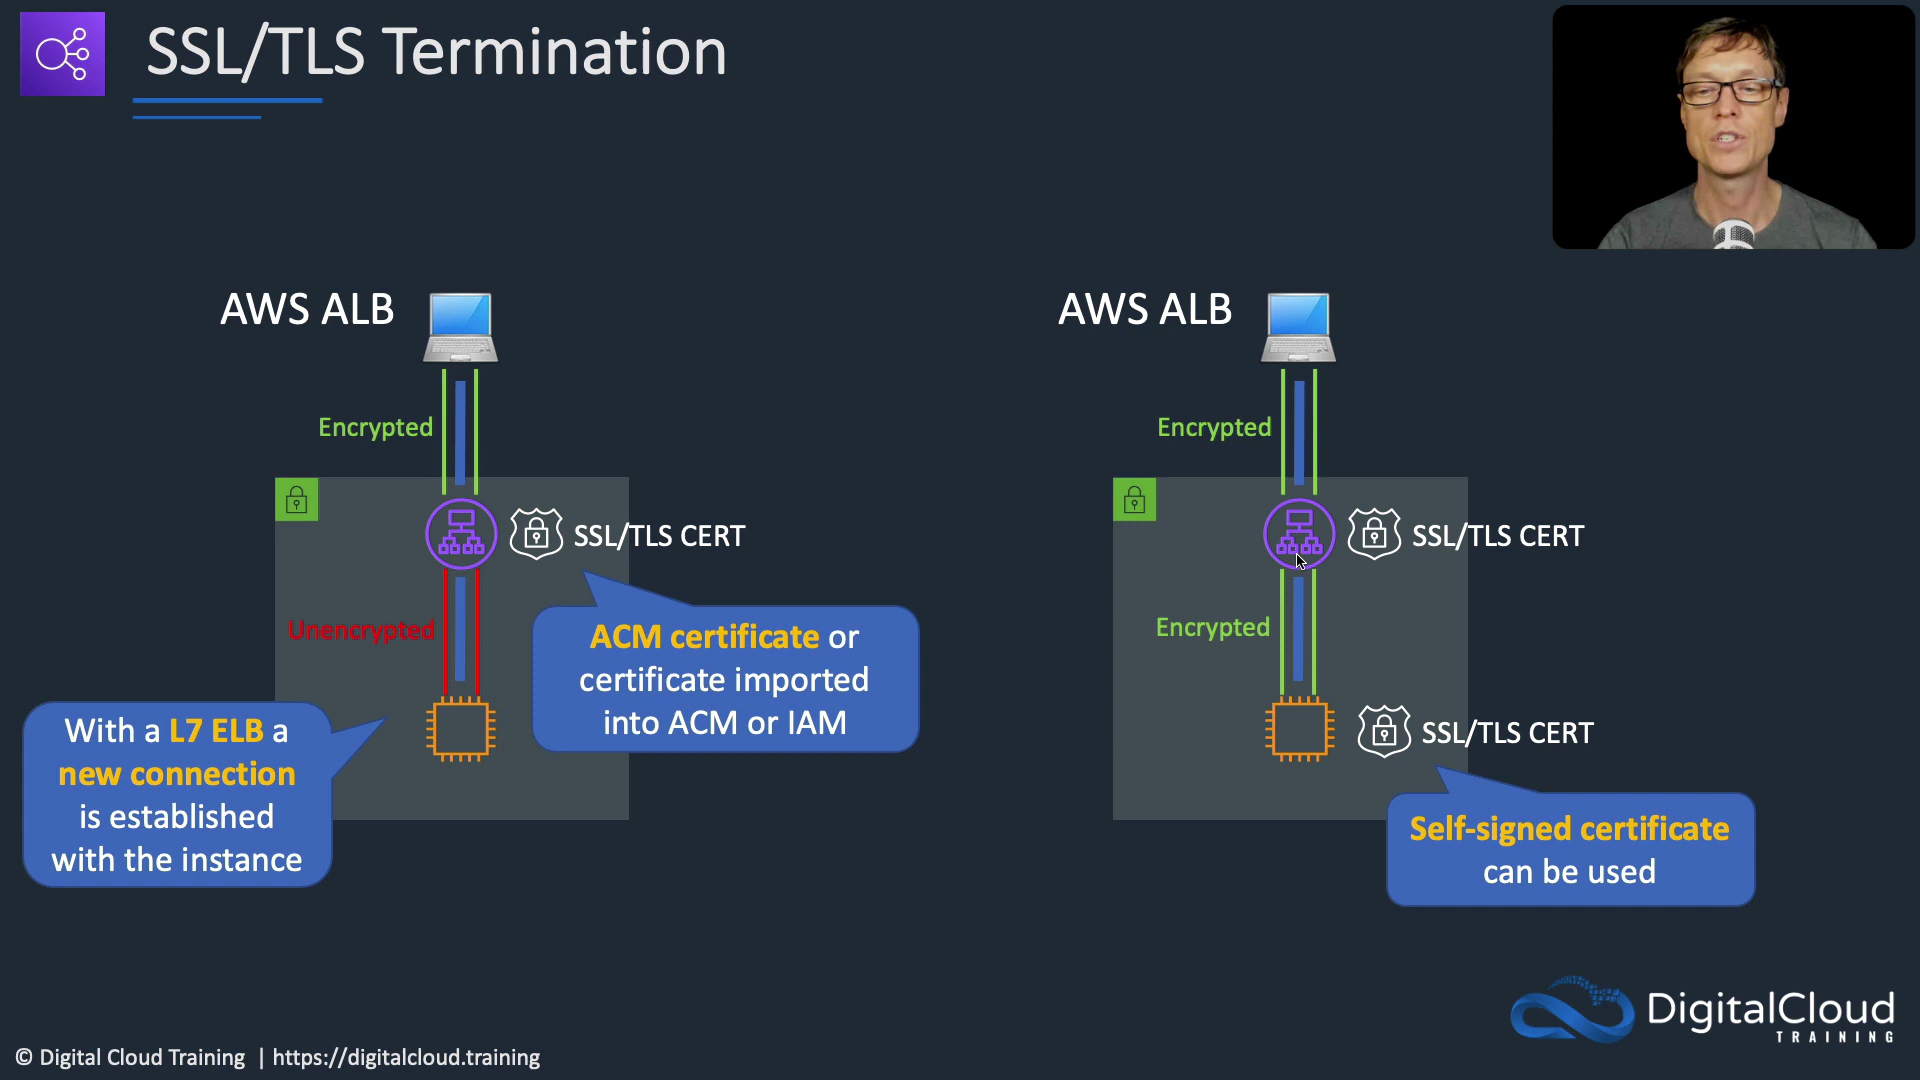 SSL/TLS Termination
AWS ALB
Encrypted
SSL/TLS CERT
Unencrypted
ACM certificate or
certificate imported
into ACM or IAM
With a L7 ELB a
new connection
is established
with the instance
AWS ALB
Encrypted
SSL/TLS CERT
Encrypted
SSL/TLS CERT
Self-signed certificate
can be used
DigitalCloud
TRAINING
© Digital Cloud Training | https://digitalcloud.training